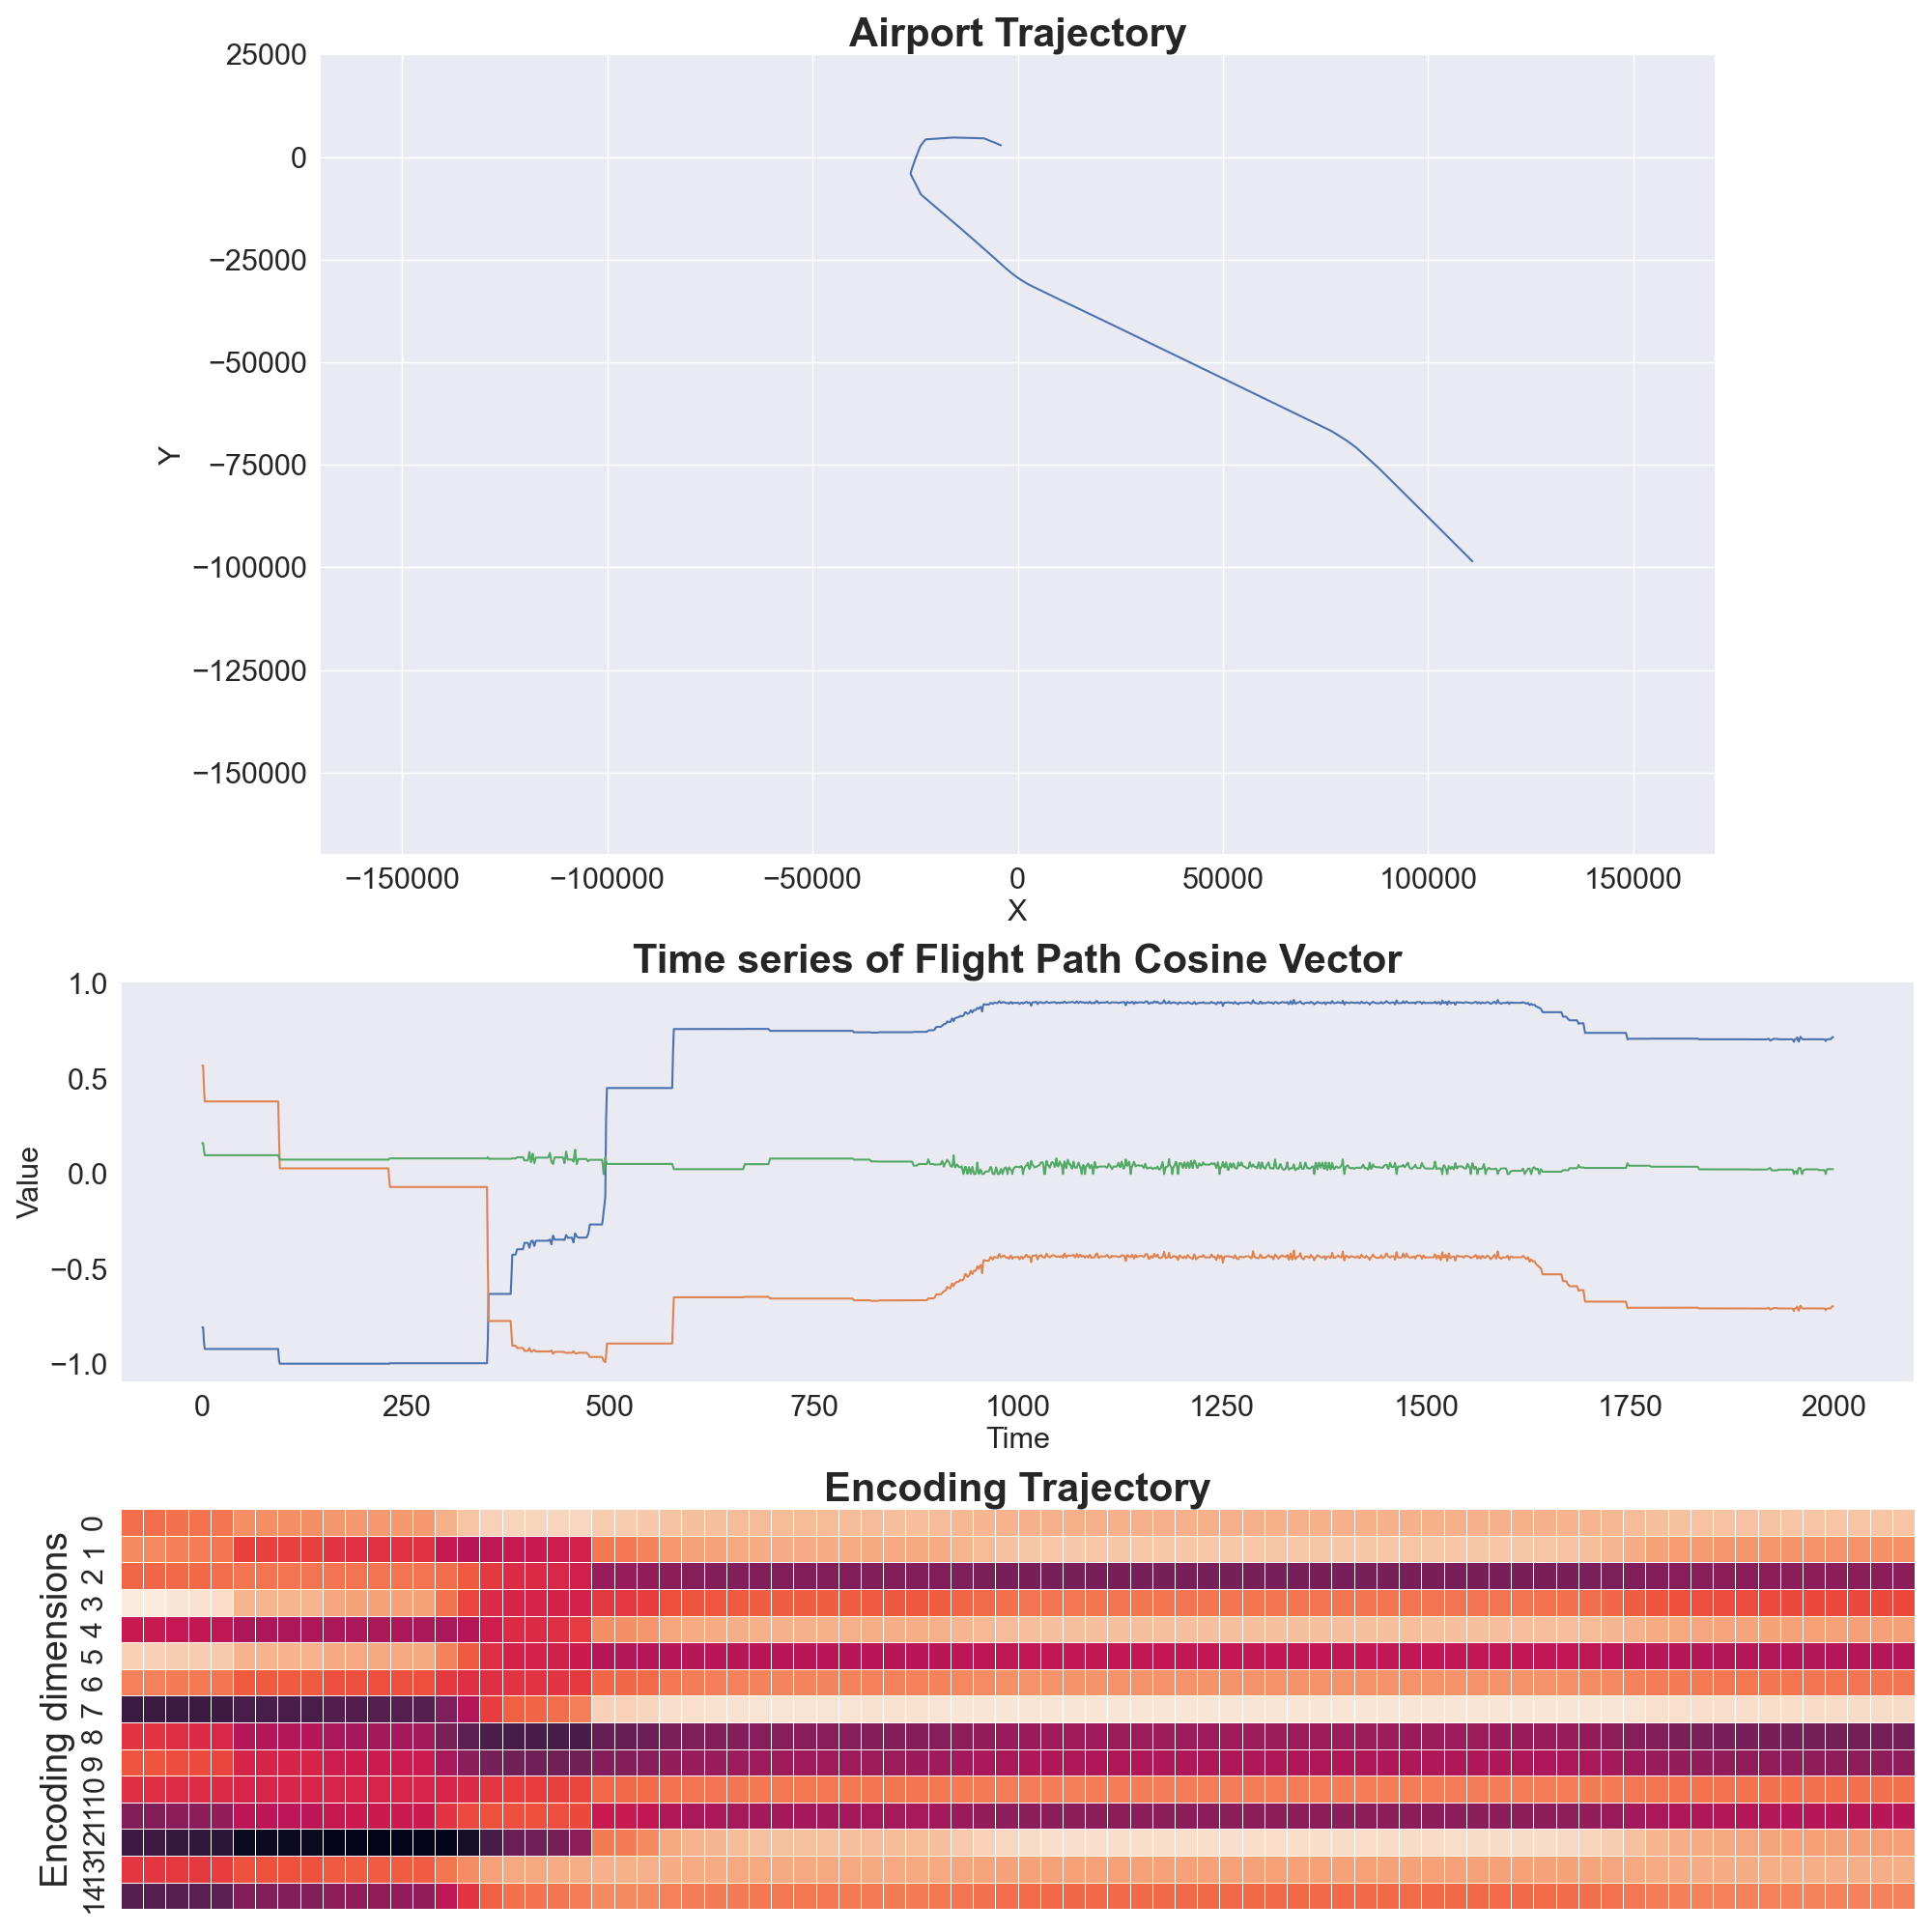 Airport Trajectory
25000
0
−25000
−50000
−75000
−100000
−125000
−150000
Y
−150000 −100000 −50000 0 50000 100000 150000
X
Time series of Flight Path Cosine Vector
1.0
0.5
0.0
−0.5
−1.0
Value
0 250 500 750 1000 1250 1500 1750 2000
Time
Encoding Trajectory
Encoding dimensions
0
1
2
3
4
5
6
7
8
9
10
11
12
13
14